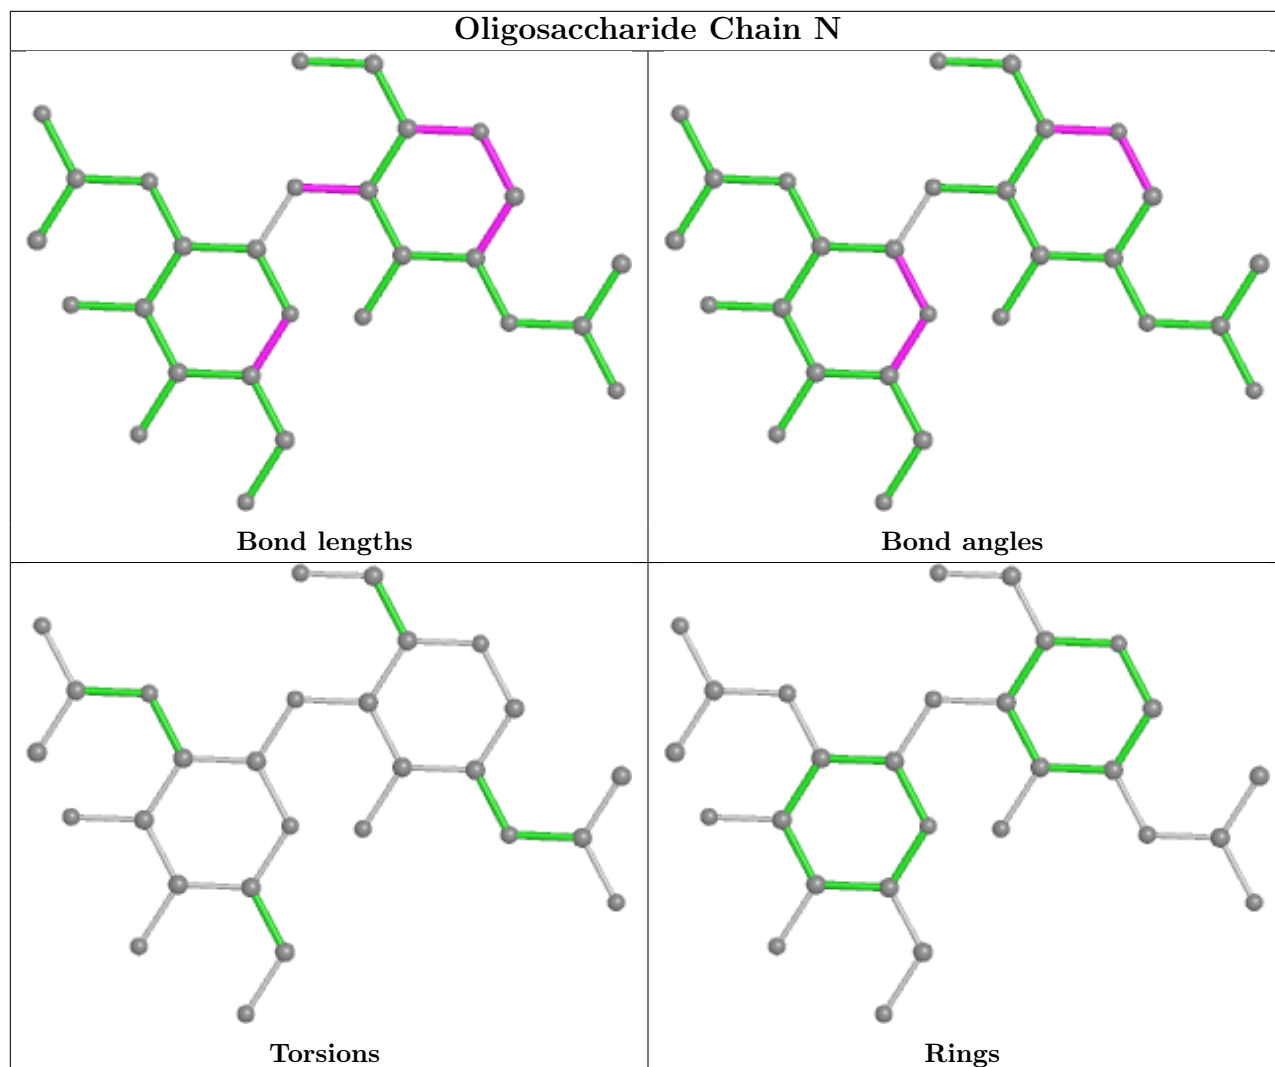 Oligosaccharide Chain N
Bond lengths
Bond angles
Torsions
Rings